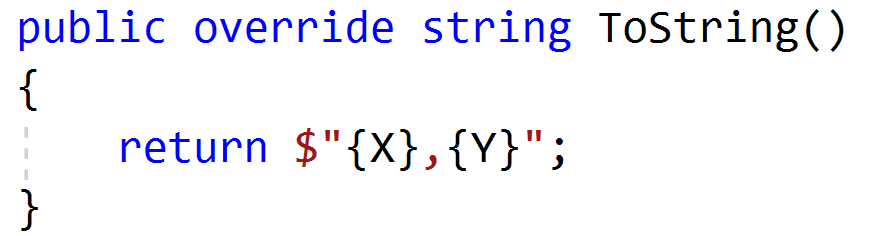 public override string ToString()
{
    return $"{X},{Y}";
}